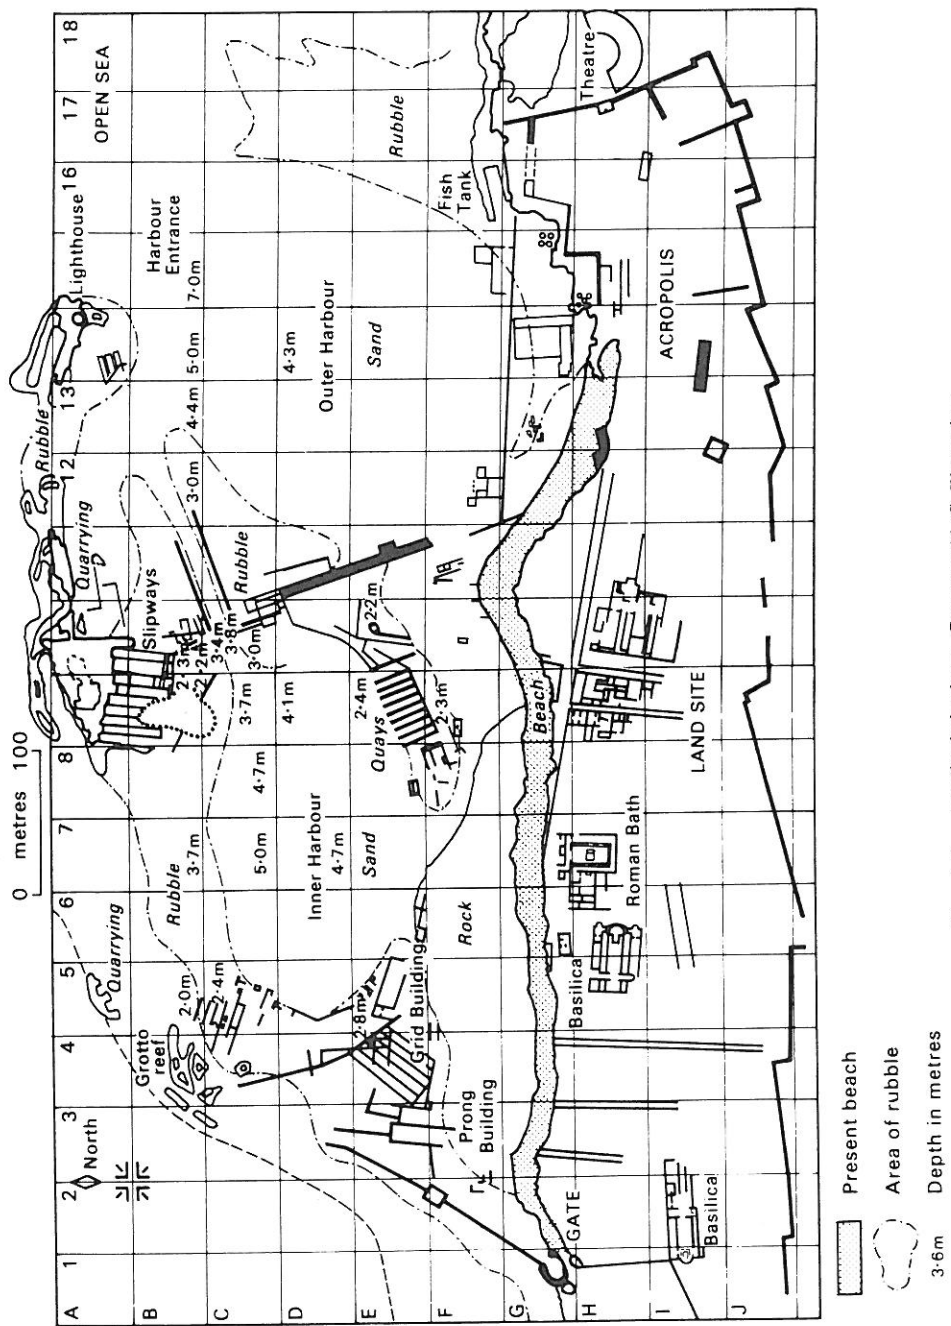 0 metres 100
1
2
3
4
5
6
7
8
12
13
16
17
18
A
B
C
D
E
F
G
H
I
J
North
Quarrying
Quarrying
Rubble
Lighthouse
OPEN SEA
Grotto
reef
Rubble
Slipways
Harbour
Entrance
2·0m
2·4m
3·7m
2·3m
2·2m
3·4m
3·8m
3·0m
3·0m
4·4m
5·0m
7·0m
5·0m
4·7m
3·7m
4·1m
Rubble
4·3m
Inner Harbour
4·7m
Outer Harbour
Sand
Sand
2·8m
2·4m
2·2m
Quays
2·3m
Rubble
Grid Building
Prong
Building
Rock
Fish
Tank
Beach
GATE
Basilica
Basilica
Roman Bath
LAND SITE
ACROPOLIS
Theatre
Present beach
Area of rubble
3·6m Depth in metres